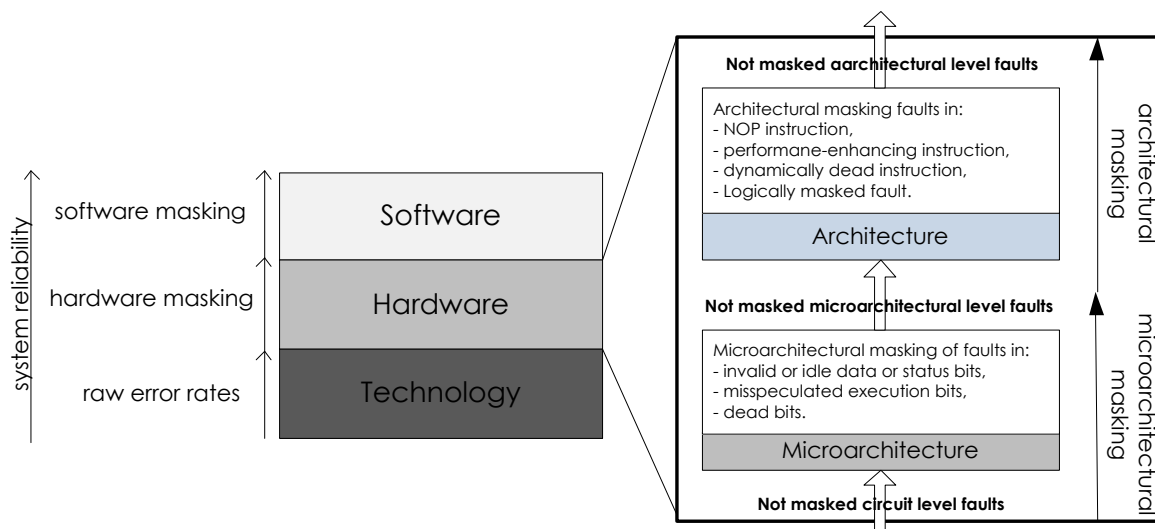 system reliability
software masking
hardware masking
raw error rates
Software
Hardware
Technology
Not masked aarchitectural level faults
Architectural masking faults in:
- NOP instruction,
- performane-enhancing instruction,
- dynamically dead instruction,
- Logically masked fault.
Architecture
Not masked microarchitectural level faults
Microarchitectural masking of faults in:
- invalid or idle data or status bits,
- misspeculated execution bits,
- dead bits.
Microarchitecture
Not masked circuit level faults
architectural
masking
microarchitectural
masking